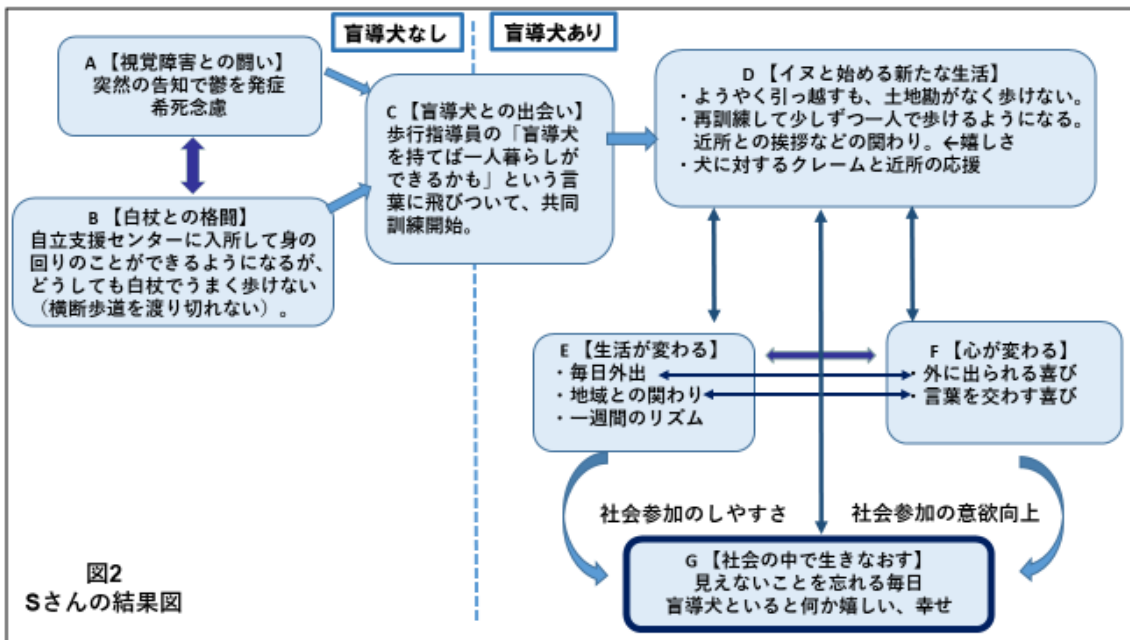 盲導犬なし
盲導犬あり
A 【視覚障害との闘い】
突然の告知で鬱を発症
希死念慮
B 【白杖との格闘】
自立支援センターに入所して身の
回りのことができるようになるが、
どうしても白杖でうまく歩けない
（横断歩道を渡り切れない）。
C 【盲導犬との出会い】
歩行指導員の「盲導犬
を持てば一人暮らしが
できるかも」という言
葉に飛びついて、共同
訓練開始。
D 【イヌと始める新たな生活】
・ようやく引っ越すも、土地勘がなく歩けない。
・再訓練して少しずつ一人で歩けるようになる。
近所との挨拶などの関わり。←嬉しさ
・犬に対するクレームと近所の応援
E 【生活が変わる】
・毎日外出
・地域との関わり
・一週間のリズム
F 【心が変わる】
・外に出られる喜び
・言葉を交わす喜び
社会参加のしやすさ
社会参加の意欲向上
G 【社会の中で生きなおす】
見えないことを忘れる毎日
盲導犬といると何か嬉しい、幸せ
図2
Sさんの結果図